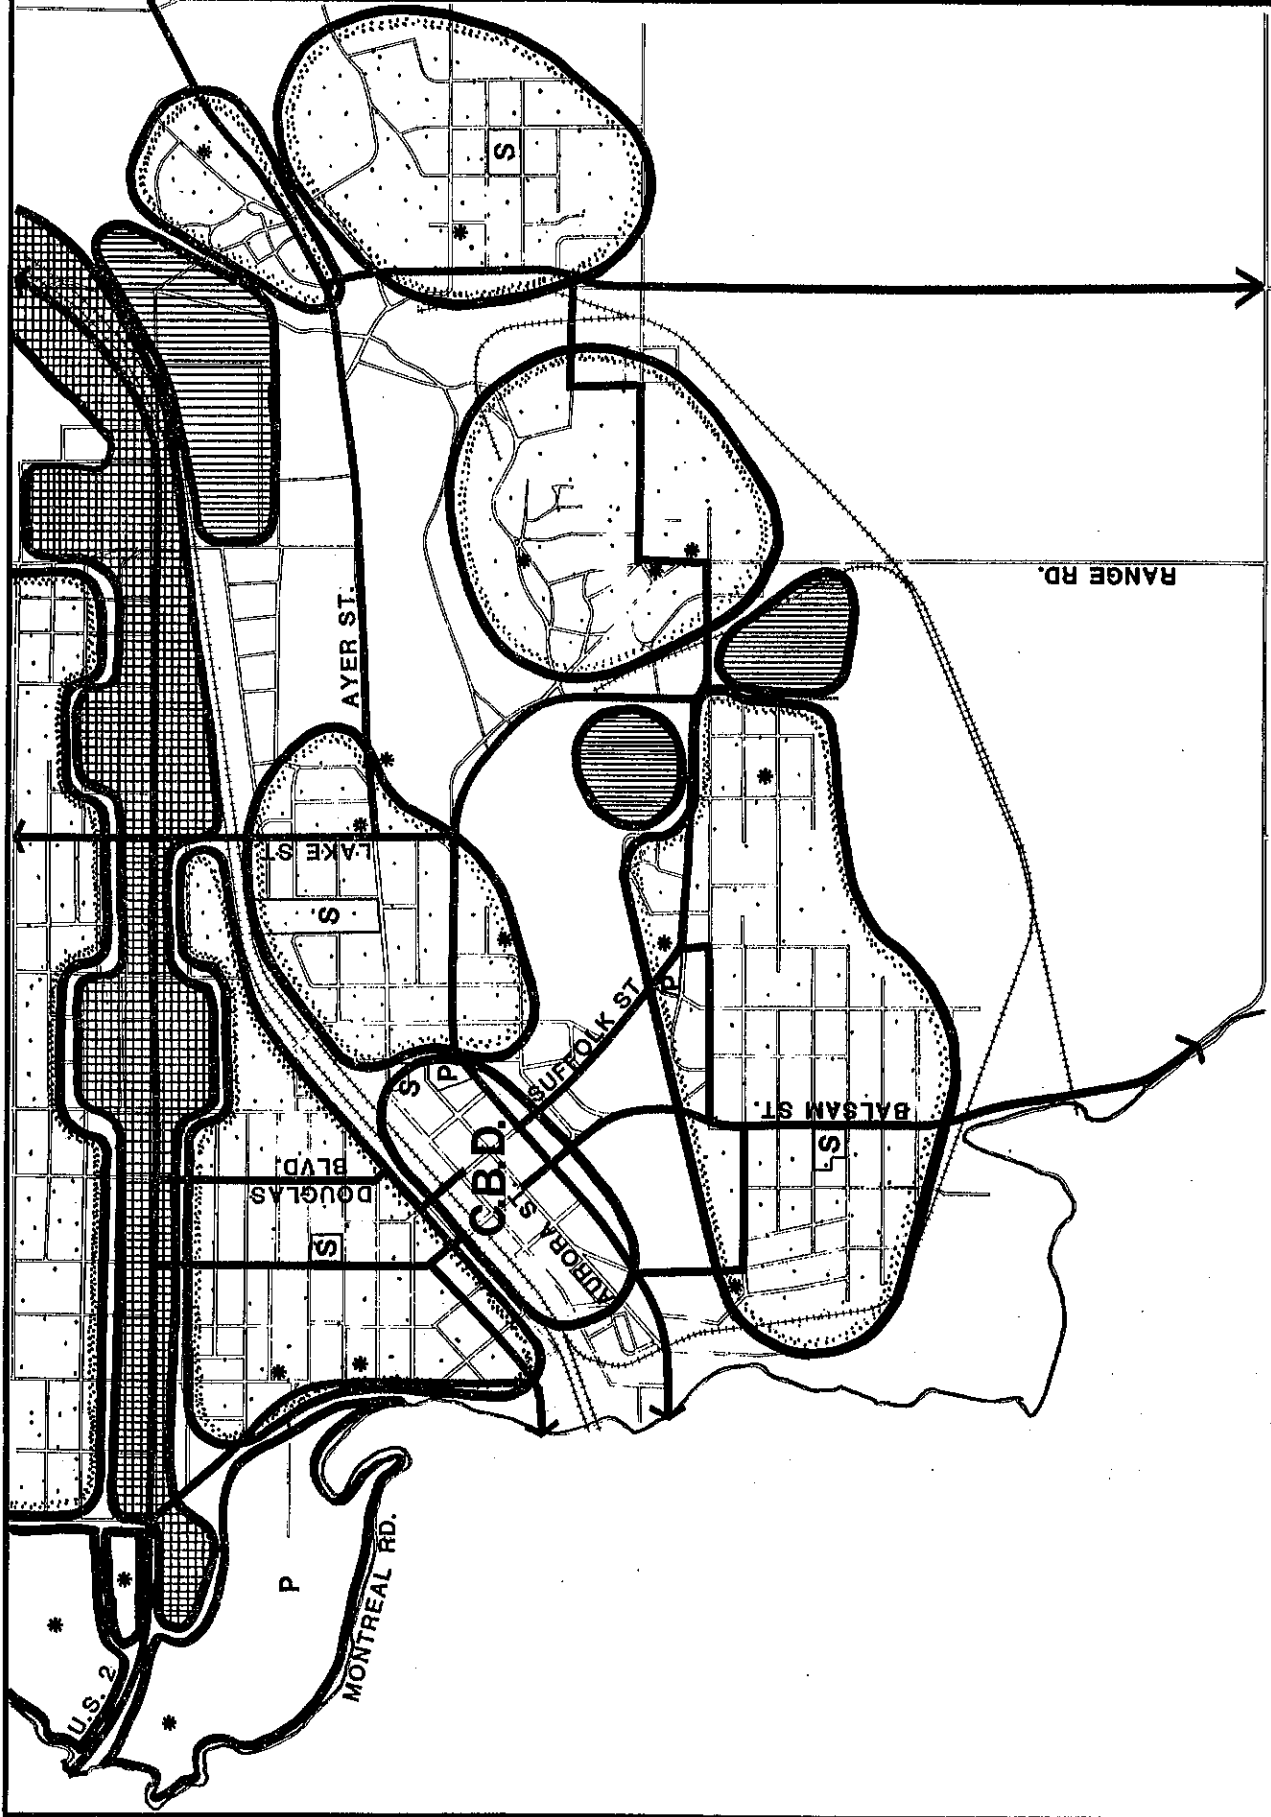 S
AYER ST.
RANGE RD.
LAKE ST
S
P
SUFFOLK ST.
S
P
C.B.D.
BALSAM ST.
S
DOUGLAS
BLVD.
S
AURORA ST.
P
MONTREAL RD.
U.S. 2